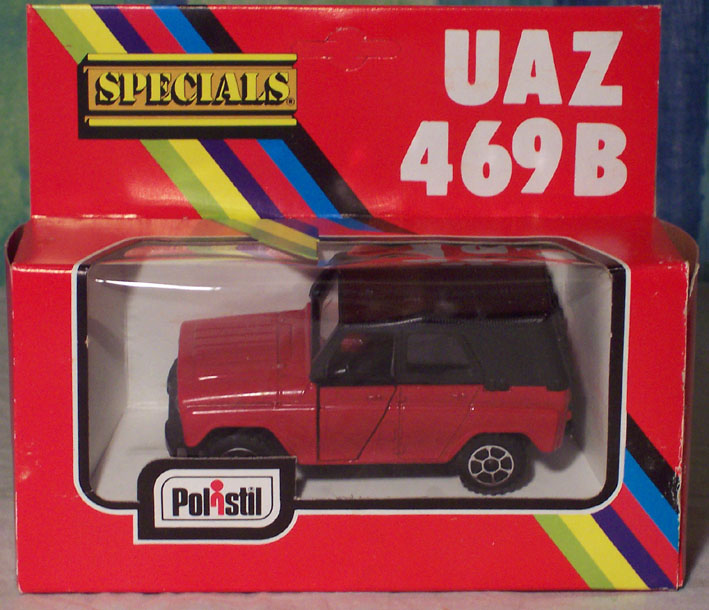 SPECIALS
UAZ
469B
Polistil